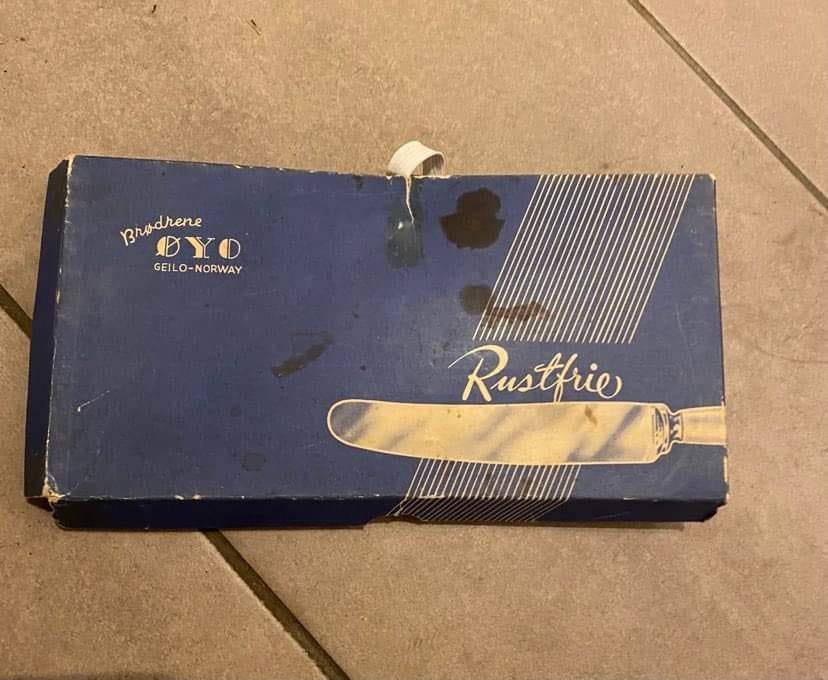 Brødrene
ØYO
GEILO-NORWAY
Rustfrie